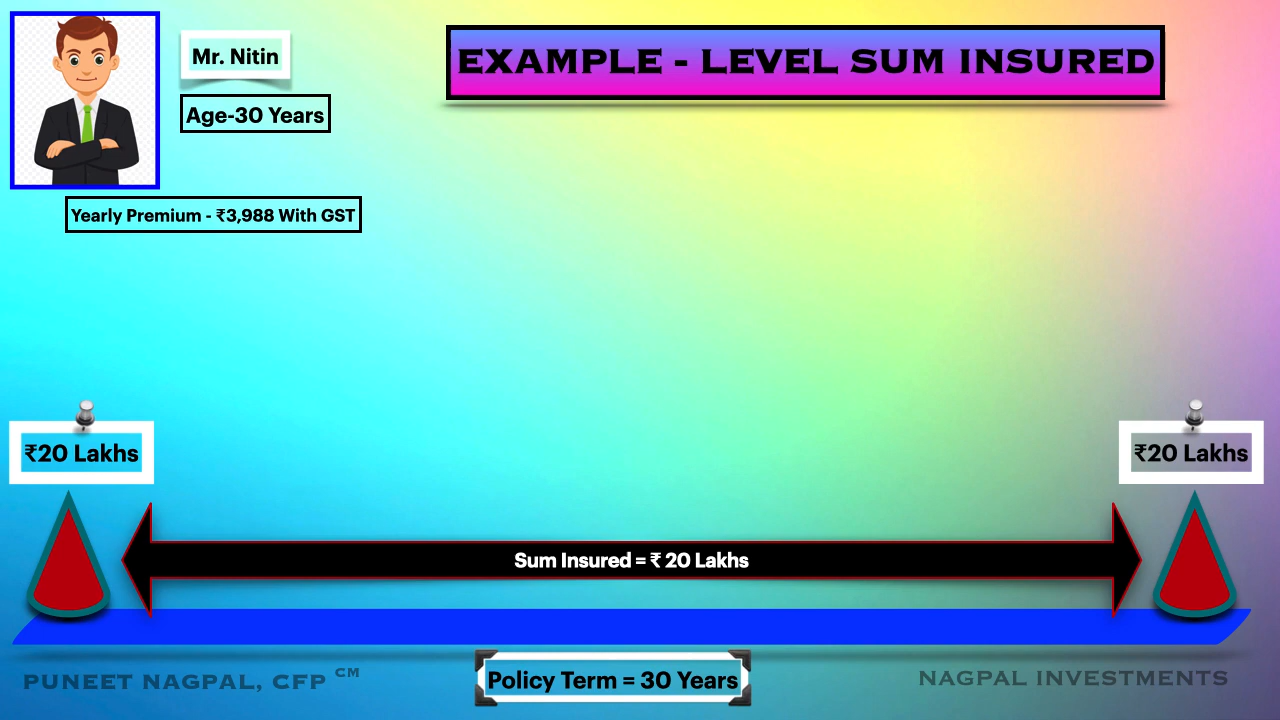 Mr. Nitin
EXAMPLE - LEVEL SUM INSURED
Age-30 Years
Yearly Premium - ₹3,988 With GST
₹20 Lakhs
₹20 Lakhs
Sum Insured = ₹ 20 Lakhs
Policy Term = 30 Years
PUNEET NAGPAL, CFP CM
NAGPAL INVESTMENTS